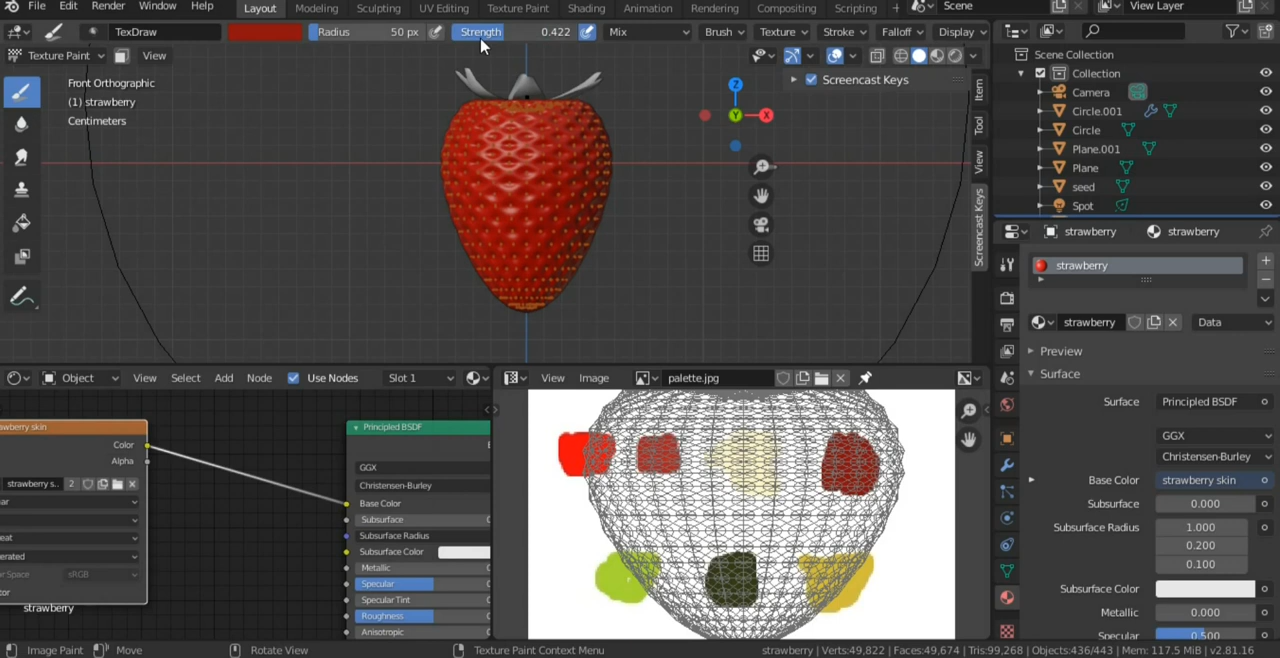 File Edit Render Window Help Layout Modeling Sculpting UV Editing Texture Paint Shading Animation Rendering Compositing Scripting + Scene View Layer
TexDraw Radius 50 px Strength 0.422 Mix Brush Texture Stroke Falloff Display
Texture Paint View
Front Orthographic
(1) strawberry
Centimeters
Screencast Keys
Z
X
Y
Item
Tool
View
Screencast Keys
Scene Collection
Collection
Camera
Circle.001
Circle
Plane.001
Plane
seed
Spot
strawberry strawberry
strawberry
strawberry Data
Preview
Surface
Surface Principled BSDF
GGX
Christensen-Burley
Base Color strawberry skin
Subsurface 0.000
Subsurface Radius 1.000
0.200
0.100
Subsurface Color
Metallic 0.000
Specular 0.500
Object View Select Add Node Use Nodes Slot 1
awberry skin
Color
Alpha
strawberry s.. 2
ar
eat
erated
r Space sRGB
tor
strawberry
Principled BSDF
GGX
Christensen-Burley
Base Color
Subsurface
Subsurface Radius
Subsurface Color
Metallic
Specular
Specular Tint
Roughness
Anisotropic
View Image palette.jpg
Image Paint Move Rotate View Texture Paint Context Menu strawberry | Verts:49,822 | Faces:49,674 | Tris:99,268 | Objects:436/443 | Mem: 117.5 MiB | v2.81.16